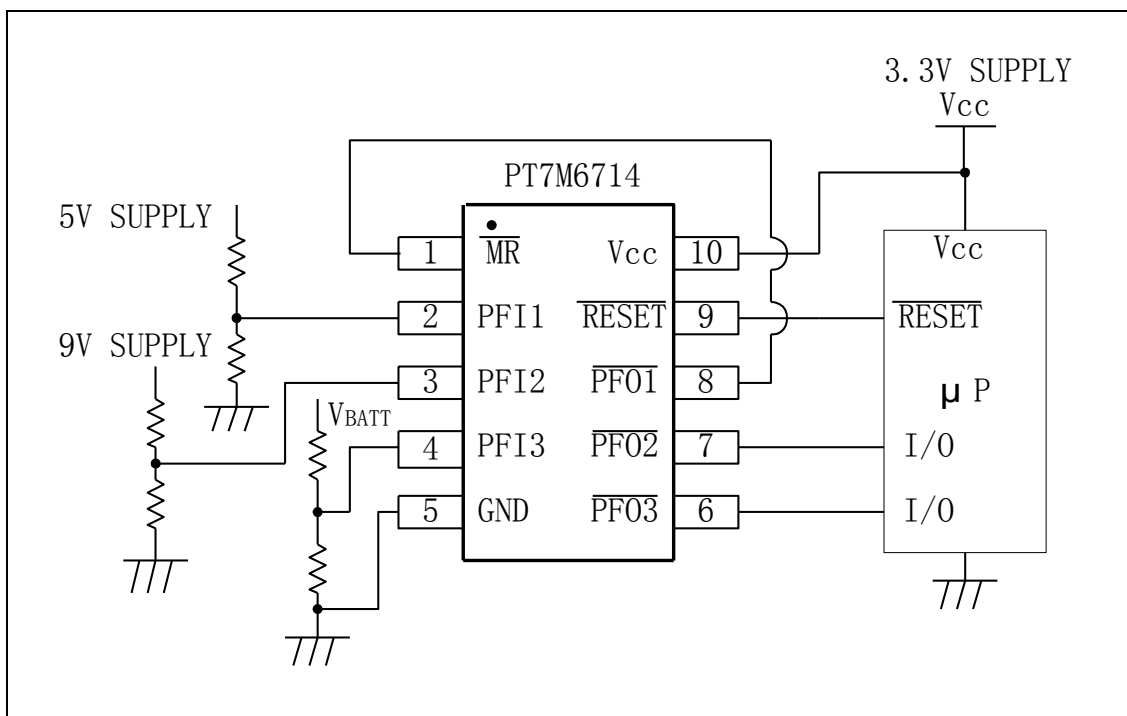 3.3V SUPPLY
Vcc
PT7M6714
5V SUPPLY
9V SUPPLY
VBATT
1 MR Vcc 10
2 PFI1 RESET 9
3 PFI2 PFO1 8
4 PFI3 PFO2 7
5 GND PFO3 6
Vcc
RESET
μP
I/O
I/O